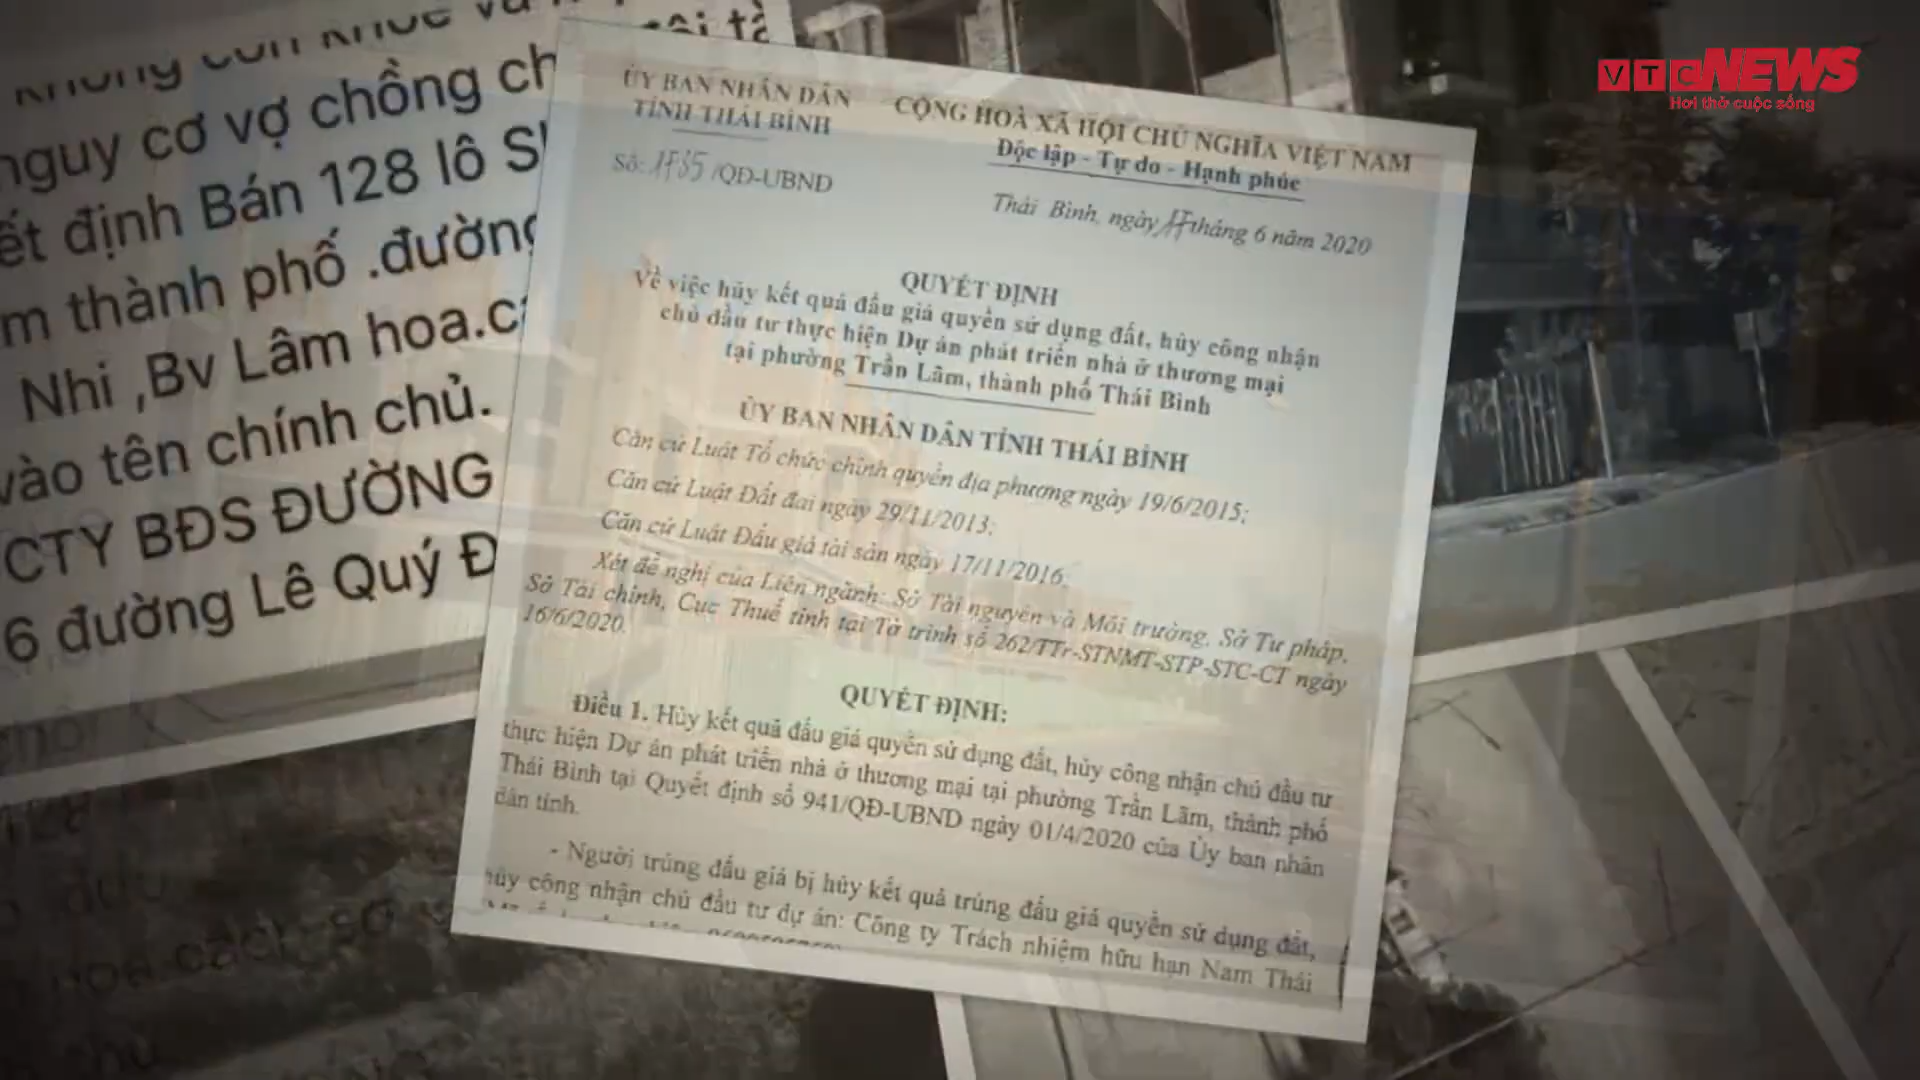 VTC NEWS
Hơi thở cuộc sống
nguy cơ vợ chồng
định Bán 128 lô
thành phố .đường
Nhi ,Bv Lâm hoa.
vào tên chính chủ.
CTY BĐS ĐƯỜNG
6 đường Lê Quý
ỦY BAN NHÂN DÂN
TỈNH THÁI BÌNH
Số: /QĐ-UBND
CỘNG HOÀ XÃ HỘI CHỦ NGHĨA VIỆT NAM
Độc lập - Tự do - Hạnh phúc
Thái Bình, ngày 17 tháng 6 năm 2020
QUYẾT ĐỊNH
Về việc hủy kết quả đấu giá quyền sử dụng đất, hủy công nhận
chủ đầu tư thực hiện Dự án phát triển nhà ở thương mại
tại phường Trần Lãm, thành phố Thái Bình
ỦY BAN NHÂN DÂN TỈNH THÁI BÌNH
Căn cứ Luật Tổ chức chính quyền địa phương ngày 19/6/2015;
Căn cứ Luật Đất đai ngày 29/11/2013;
Căn cứ Luật Đấu giá tài sản ngày 17/11/2016;
Xét đề nghị của Liên ngành: Sở Tài nguyên và Môi trường, Sở Tư pháp,
Sở Tài chính, Cục Thuế tỉnh tại Tờ trình số 262/TTr-STNMT-STP-STC-CT ngày
16/6/2020.
QUYẾT ĐỊNH:
Điều 1. Hủy kết quả đấu giá quyền sử dụng đất, hủy công nhận chủ đầu tư
thực hiện Dự án phát triển nhà ở thương mại tại phường Trần Lãm, thành phố
Thái Bình tại Quyết định số 941/QĐ-UBND ngày 01/4/2020 của Ủy ban nhân
dân tỉnh.
- Người trúng đấu giá bị hủy kết quả trúng đấu giá quyền sử dụng đất,
hủy công nhận chủ đầu tư dự án: Công ty Trách nhiệm hữu hạn Nam Thái